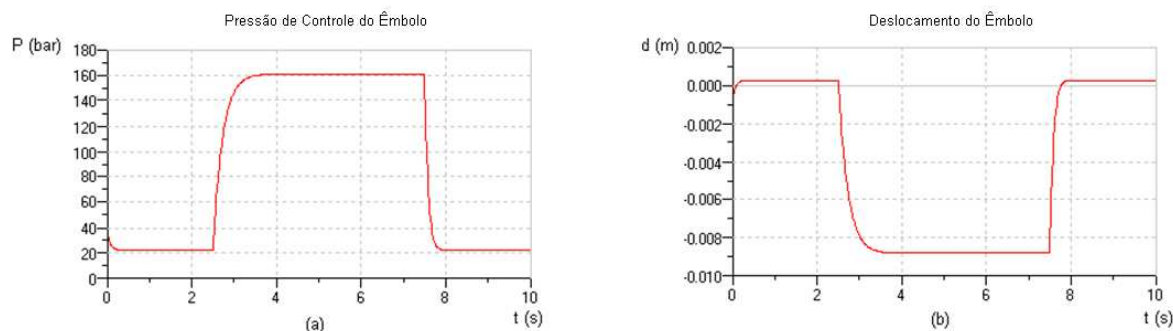 Pressão de Controle do Êmbolo
P (bar)
180
160
140
120
100
80
60
40
20
0
0 2 4 6 8 10
t (s)
(a)
Deslocamento do Êmbolo
d (m)
0.002
0.000
-0.002
-0.004
-0.006
-0.008
-0.010
0 2 4 6 8 10
t (s)
(b)